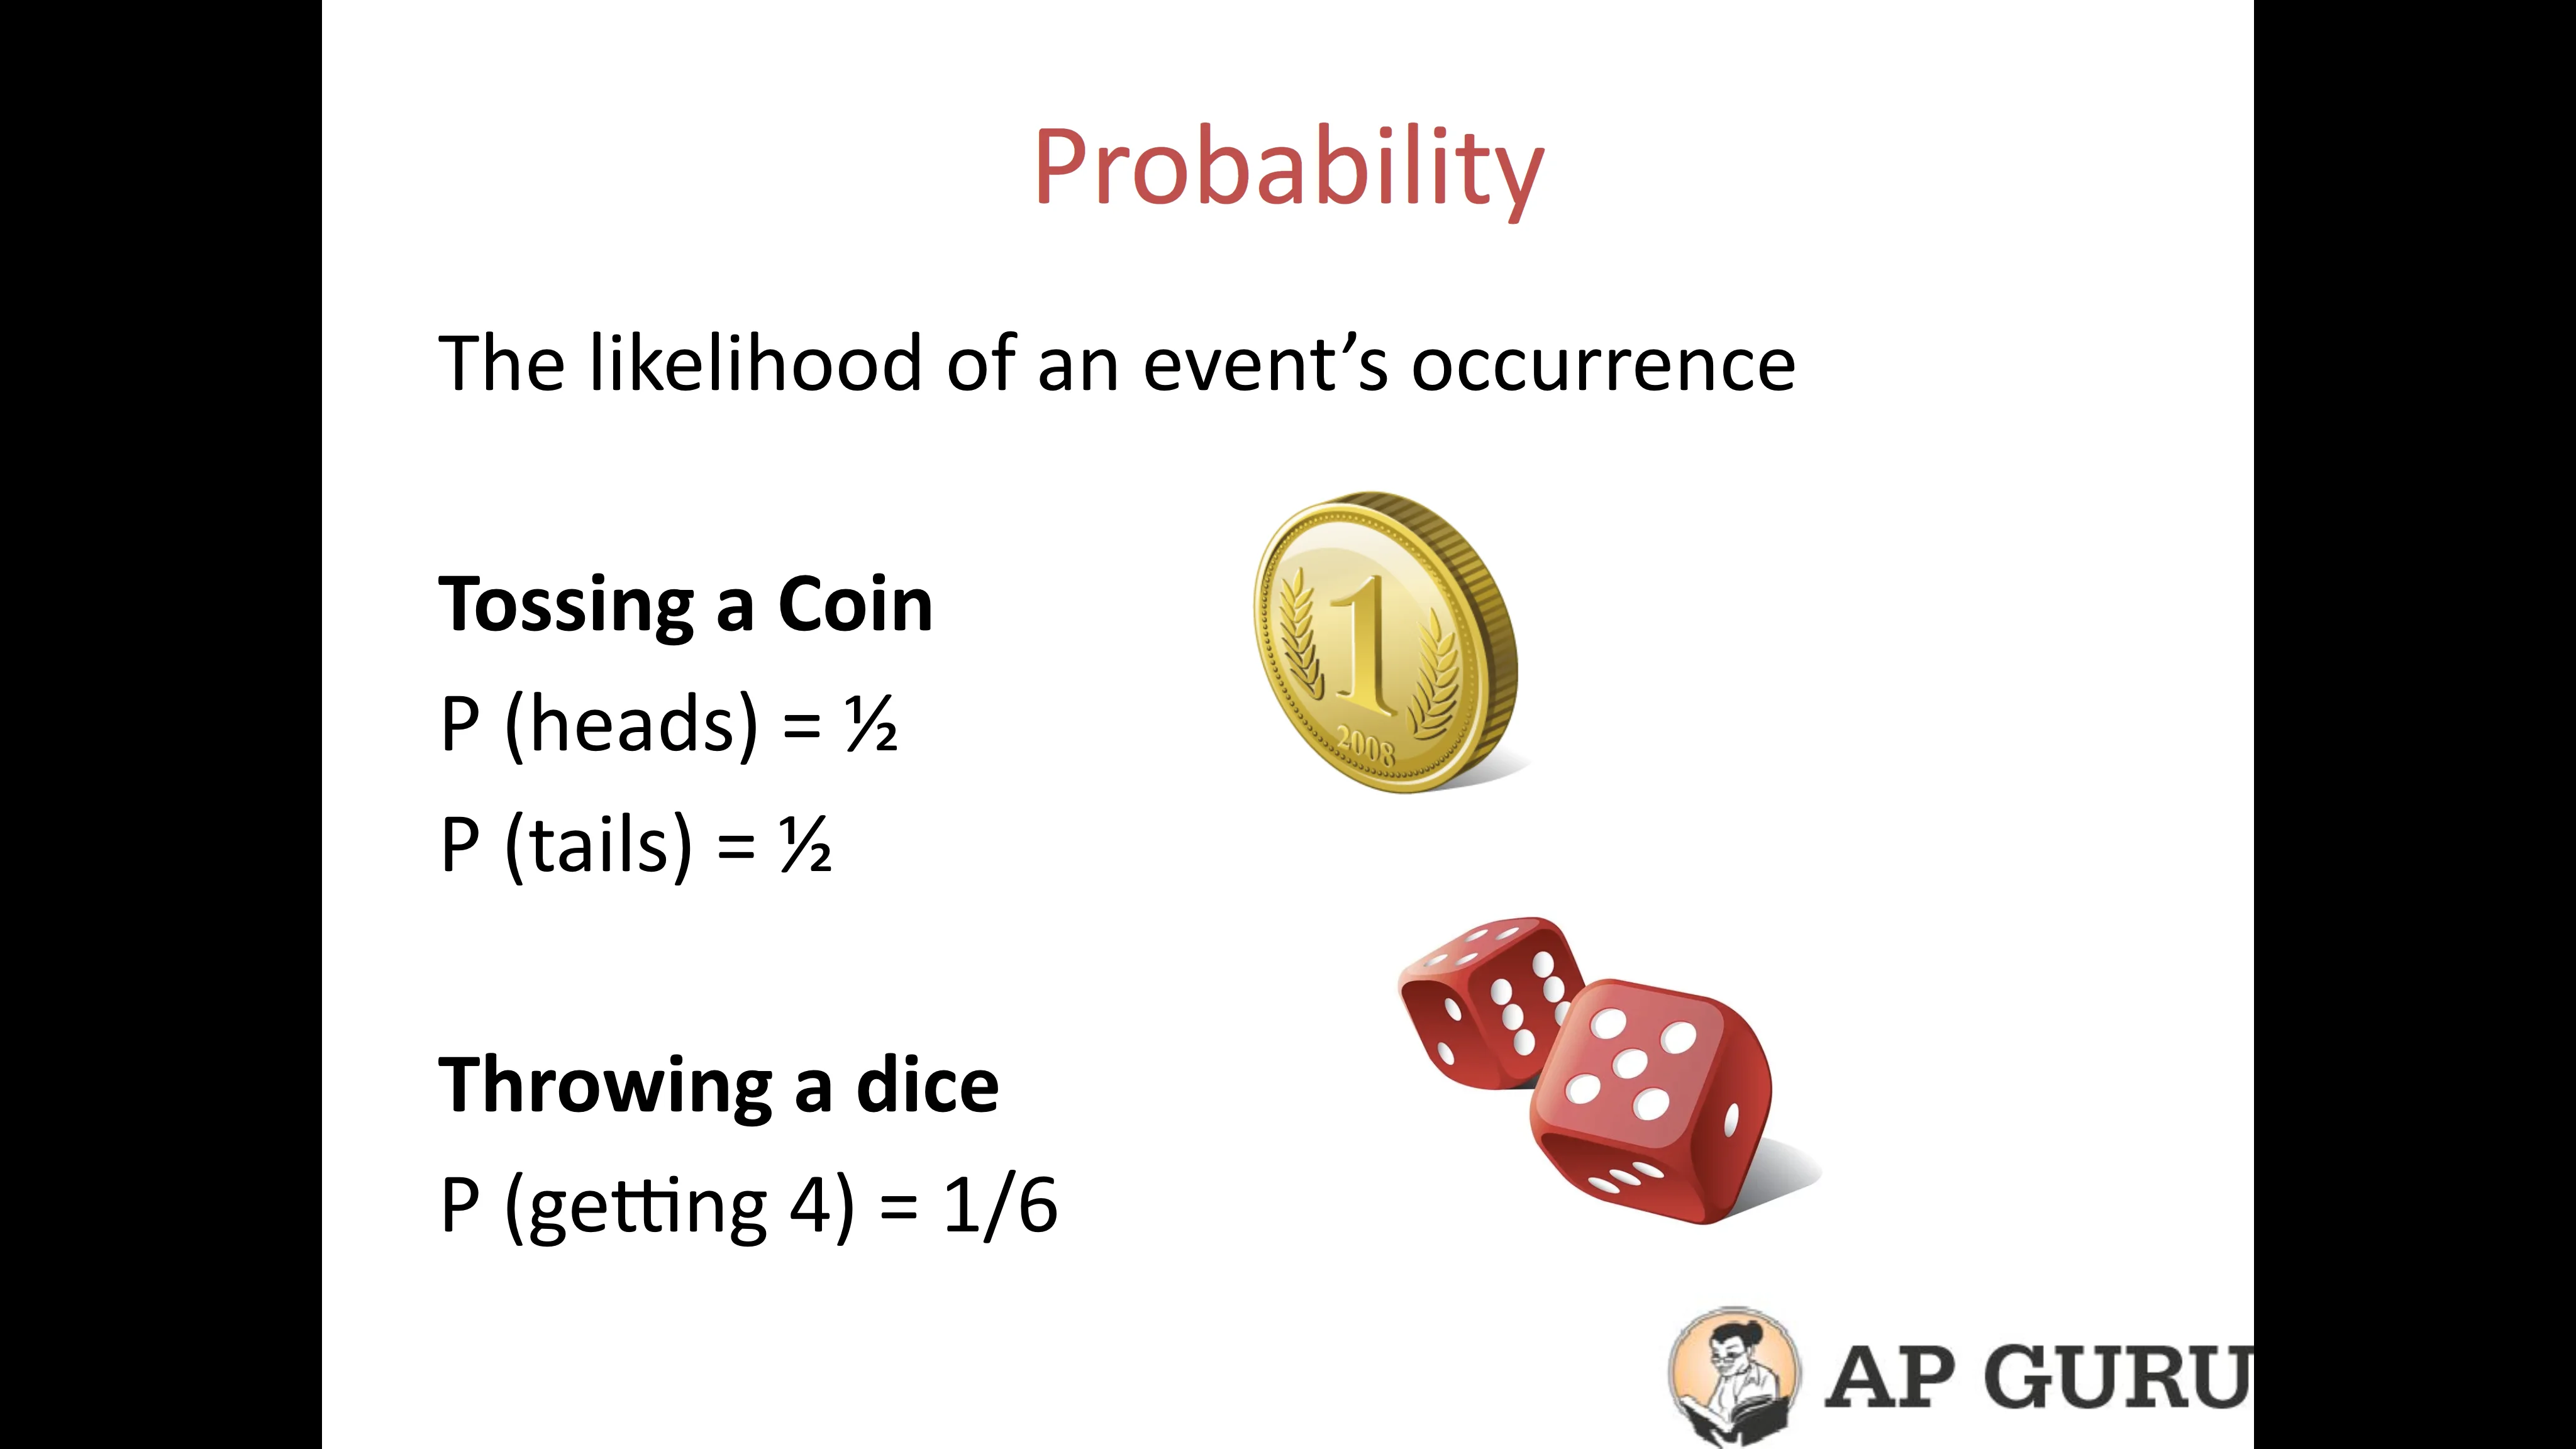 Probability
The likelihood of an event’s occurrence
Tossing a Coin
1
2008
P (heads) = ½
P (tails) = ½
Throwing a dice
P (getting 4) = 1/6
AP GURU